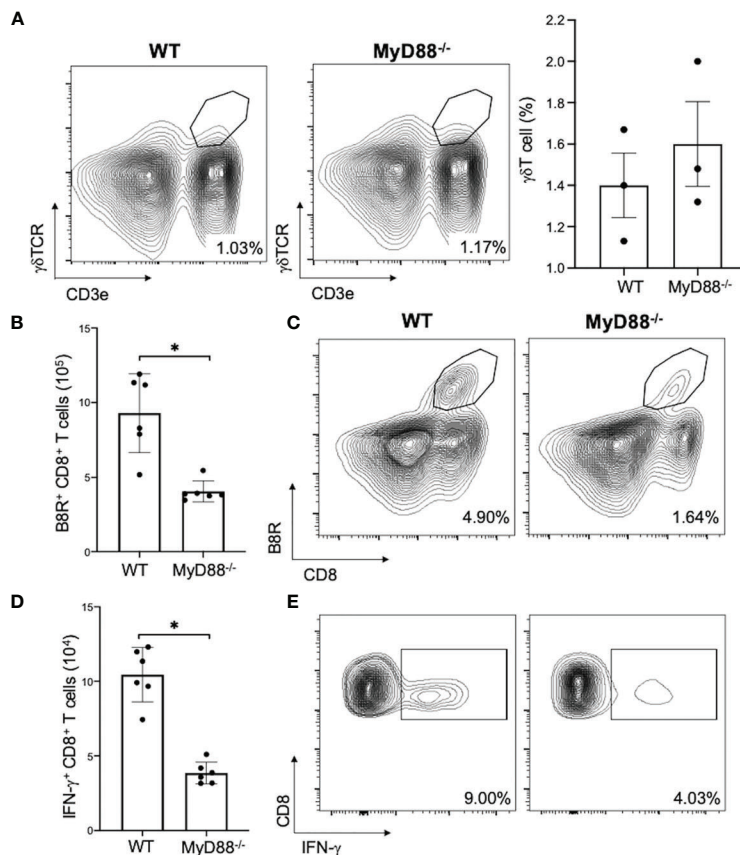 A
WT
MyD88-/-
γδTCR
CD3e
1.03%
γδTCR
CD3e
1.17%
γδT cell (%)
2.2
2.0
1.8
1.6
1.4
1.2
1.0
WT
MyD88-/-
B
B8R+ CD8+ T cells (10⁵)
15
10
5
0
*
WT
MyD88-/-
C
WT
MyD88-/-
B8R
CD8
4.90%
1.64%
D
IFN-γ+ CD8+ T cells (10⁴)
15
10
5
0
*
WT
MyD88-/-
E
CD8
IFN-γ
9.00%
4.03%